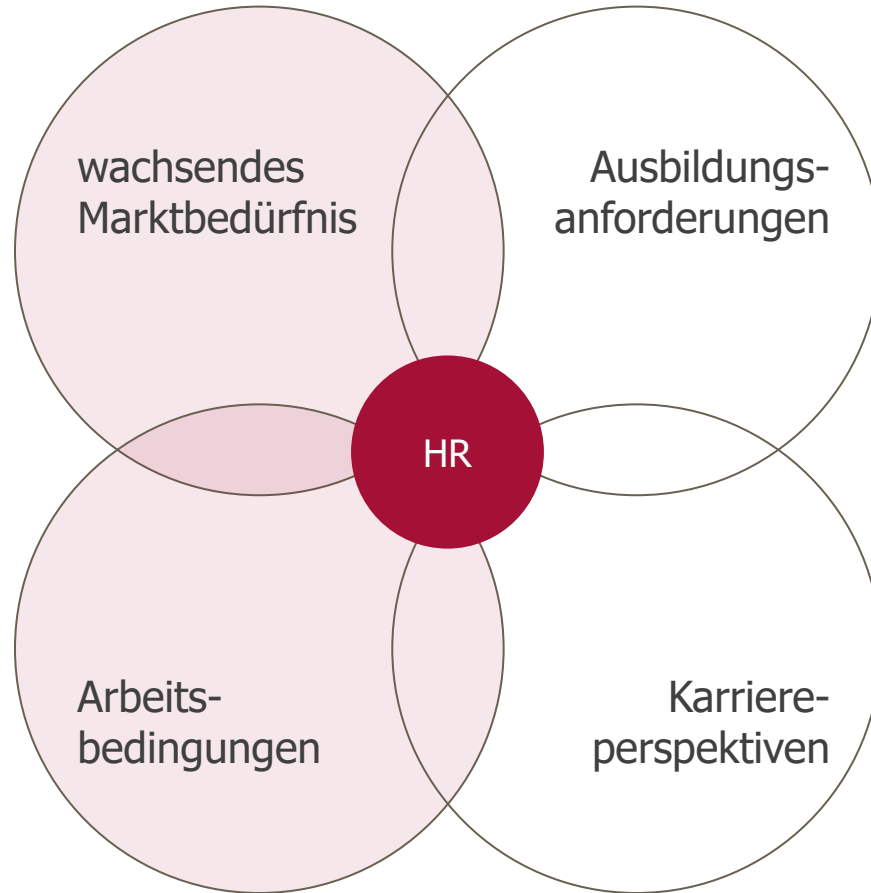 wachsendes
Marktbedürfnis
Ausbildungs-
anforderungen
HR
Arbeits-
bedingungen
Karriere-
perspektiven